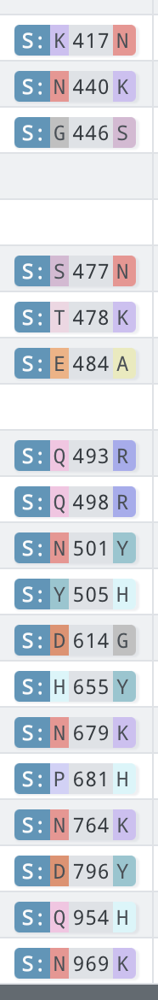 S: K 417 N
S: N 440 K
S: G 446 S
S: S 477 N
S: T 478 K
S: E 484 A
S: Q 493 R
S: Q 498 R
S: N 501 Y
S: Y 505 H
S: D 614 G
S: H 655 Y
S: N 679 K
S: P 681 H
S: N 764 K
S: D 796 Y
S: Q 954 H
S: N 969 K